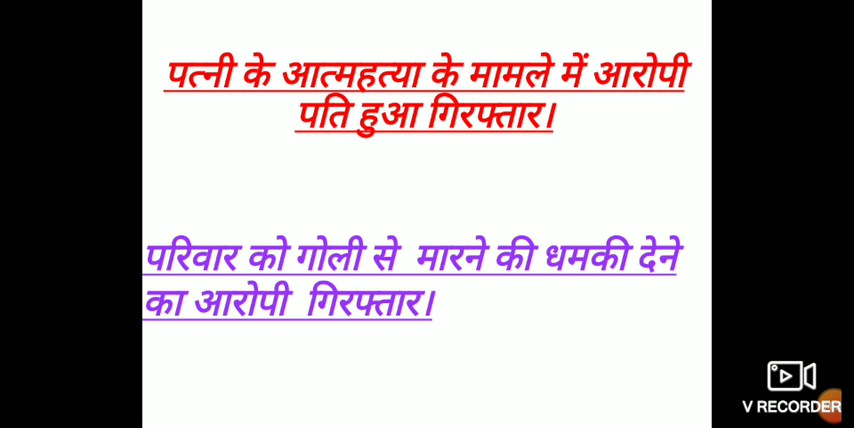 पत्नी के आत्महत्या के मामले में आरोपी
पति हुआ गिरफ्तार।
परिवार को गोली से मारने की धमकी देने
का आरोपी गिरफ्तार।
V RECORDER